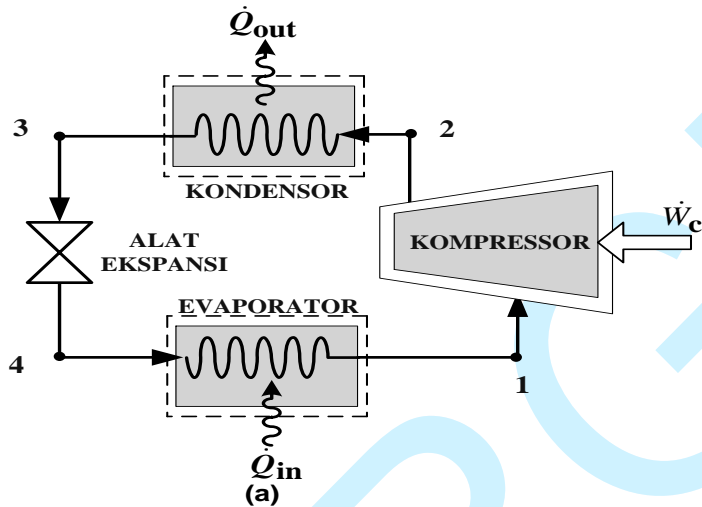 Q̇out
3
2
KONDENSOR
Ẇc
KOMPRESSOR
ALAT
EKSPANSI
EVAPORATOR
4
1
Q̇in
(a)